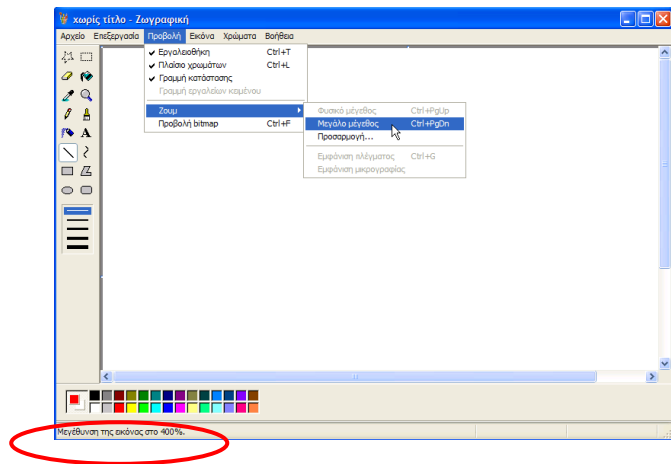 χωρίς τίτλο - Ζωγραφική
Αρχείο Επεξεργασία Προβολή Εικόνα Χρώματα Βοήθεια
Εργαλειοθήκη Ctrl+T
Πλαίσιο χρωμάτων Ctrl+L
Γραμμή κατάστασης
Γραμμή εργαλείων κειμένου
Ζουμ
Προβολή bitmap Ctrl+F
Φυσικό μέγεθος Ctrl+PgUp
Μεγάλο μέγεθος Ctrl+PgDn
Προσαρμογή...
Εμφάνιση πλέγματος Ctrl+G
Εμφάνιση μικρογραφίας
A
Μεγέθυνση της εικόνας στο 400%.